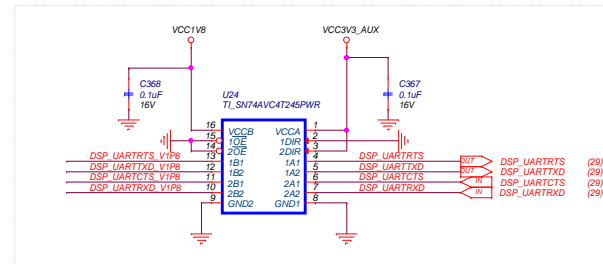 VCC1V8 VCC3V3_AUX
C368
0.1uF
16V
U24
TI_SN74AVC4T245PWR
C367
0.1uF
16V
16 VCCB VCCA 1
15 1OE 1DIR 2
14 2OE 2DIR 3
DSP_UARTRTS_V1P8 13 1B1 1A1 4 DSP_UARTRTS OUT DSP_UARTRTS (29)
DSP_UARTTXD_V1P8 12 1B2 1A2 5 DSP_UARTTXD OUT DSP_UARTTXD (29)
DSP_UARTCTS_V1P8 11 2B1 2A1 6 DSP_UARTCTS IN DSP_UARTCTS (29)
DSP_UARTRXD_V1P8 10 2B2 2A2 7 DSP_UARTRXD IN DSP_UARTRXD (29)
9 GND2 GND1 8